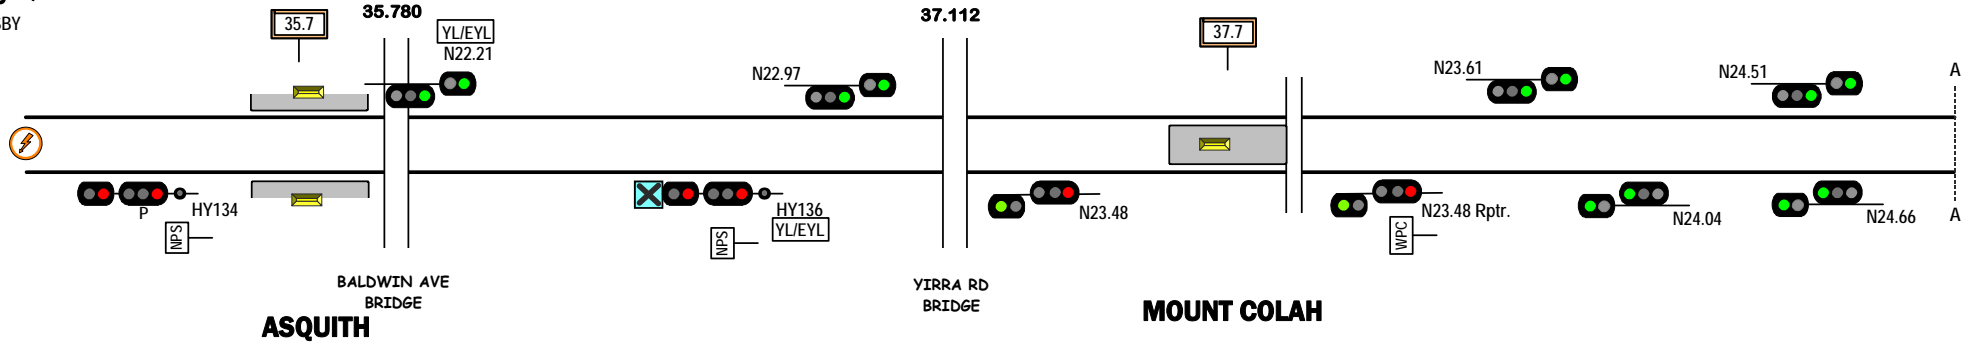 SBY
35.7
35.780
YL/EYL
N22.21
N22.97
37.112
37.7
N23.61
N24.51
A
P
HY134
NPS
HY136
YL/EYL
NPS
N23.48
N23.48 Rptr.
WPC
N24.04
N24.66
A
BALDWIN AVE
BRIDGE
YIRRA RD
BRIDGE
ASQUITH
MOUNT COLAH